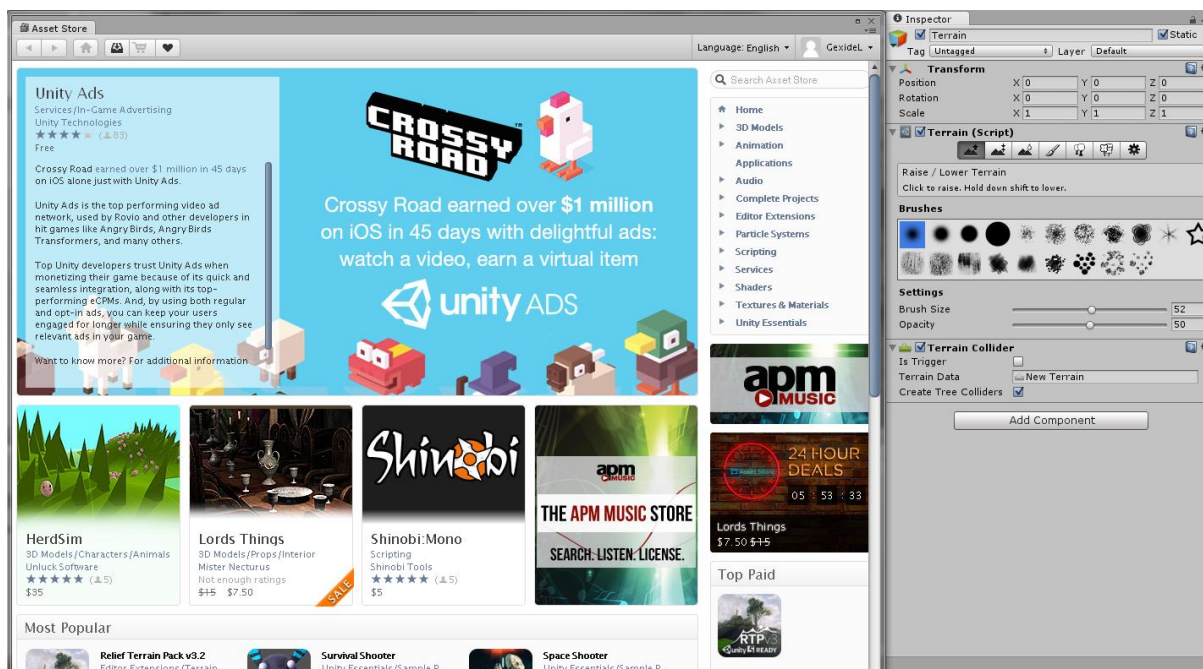 Asset Store
Language: English
GexideL
Unity Ads
Services/In-Game Advertising
Unity Technologies
(83)
Free
Crossy Road earned over $1 million in 45 days
on iOS alone just with Unity Ads.
Unity Ads is the top performing video ad
network, used by Rovio and other developers in
hit games like Angry Birds, Angry Birds
Transformers, and many others.
Top Unity developers trust Unity Ads when
monetizing their game because of its quick and
seamless integration, along with its top-
performing eCPMs. And, by using both regular
and opt-in ads, you can keep your users
engaged for longer while ensuring they only see
relevant ads in your game.
Want to know more? For additional information
CROSSY
ROAD
Crossy Road earned over $1 million
on iOS in 45 days with delightful ads:
watch a video, earn a virtual item
unity ADS
Search Asset Store
Home
3D Models
Animation
Applications
Audio
Complete Projects
Editor Extensions
Particle Systems
Scripting
Services
Shaders
Textures & Materials
Unity Essentials
apm
MUSIC
24 HOUR
DEALS
Asset Store
05 : 53 : 33
Lords Things
$7.50 $15
Top Paid
RTPv3
unity READY
HerdSim
3D Models/Characters/Animals
Unluck Software
(5)
$35
Lords Things
3D Models/Props/Interior
Mister Necturus
Not enough ratings
$15 $7.50
SALE
Shinobi
Shinobi:Mono
Scripting
Shinobi Tools
(5)
$5
apm
MUSIC
THE APM MUSIC STORE
SEARCH. LISTEN. LICENSE.
Most Popular
Relief Terrain Pack v3.2
Editor Extensions/Terrain
Survival Shooter
Unity Essentials/Sample P
Space Shooter
Unity Essentials/Sample P
Inspector
Terrain
Static
Tag Untagged
Layer Default
Transform
Position X 0 Y 0 Z 0
Rotation X 0 Y 0 Z 0
Scale X 1 Y 1 Z 1
Terrain (Script)
Raise / Lower Terrain
Click to raise. Hold down shift to lower.
Brushes
Settings
Brush Size 52
Opacity 50
Terrain Collider
Is Trigger
Terrain Data New Terrain
Create Tree Colliders
Add Component